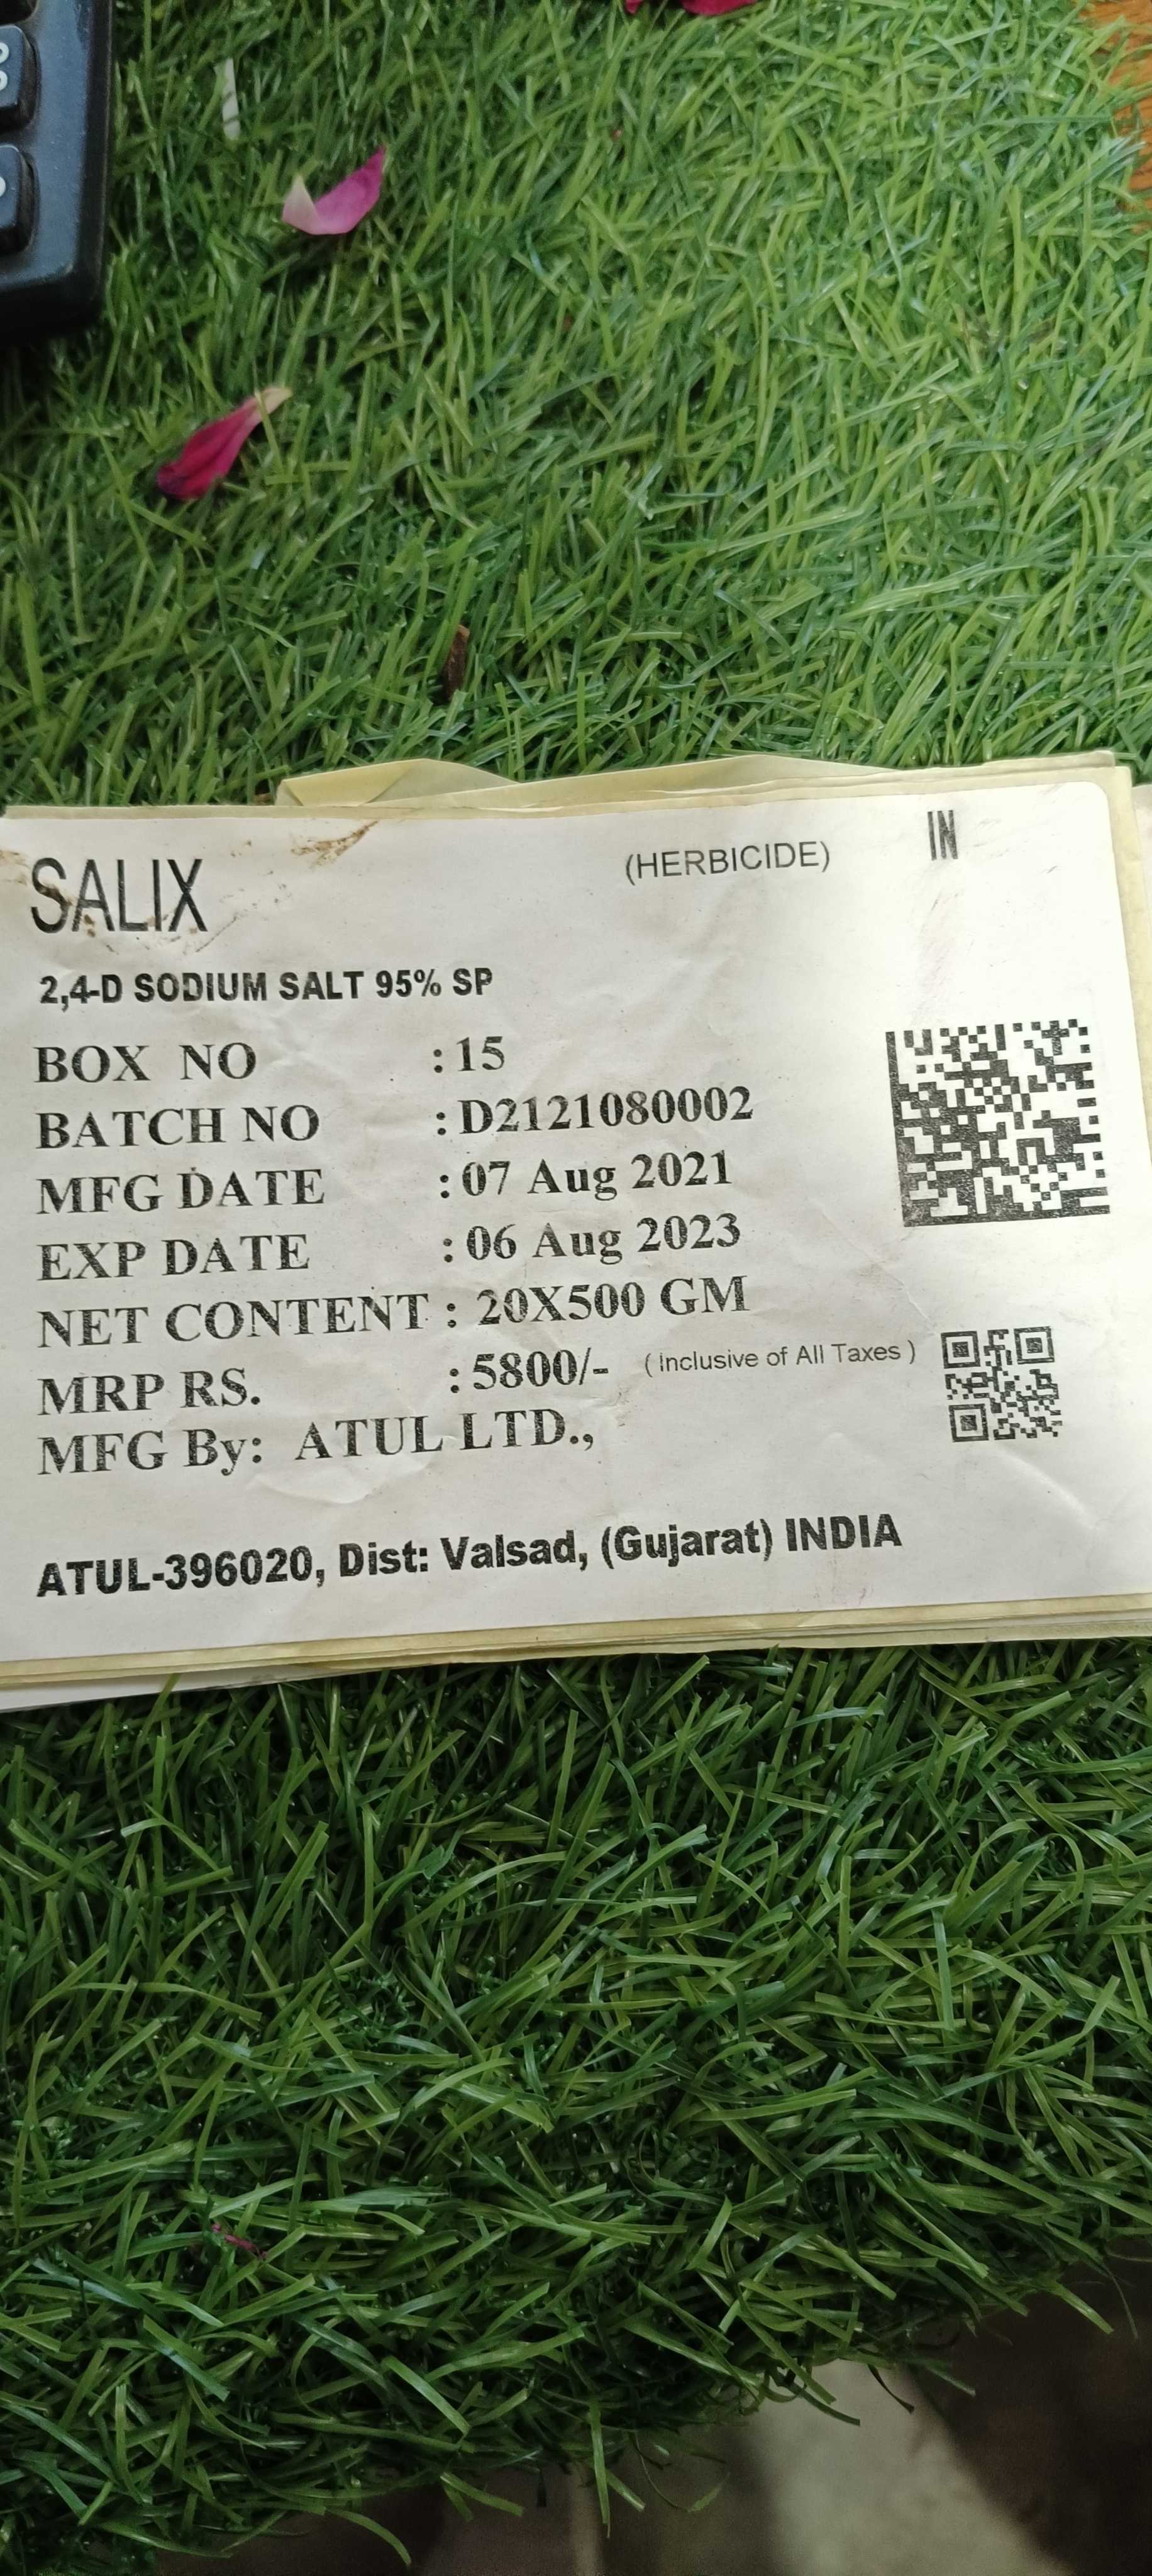 SALIX (HERBICIDE) IN
2,4-D SODIUM SALT 95% SP
BOX NO : 15
BATCH NO : D2121080002
MFG DATE : 07 Aug 2021
EXP DATE : 06 Aug 2023
NET CONTENT : 20X500 GM
MRP RS. : 5800/- ( Inclusive of All Taxes )
MFG By: ATUL LTD.,
ATUL-396020, Dist: Valsad, (Gujarat) INDIA